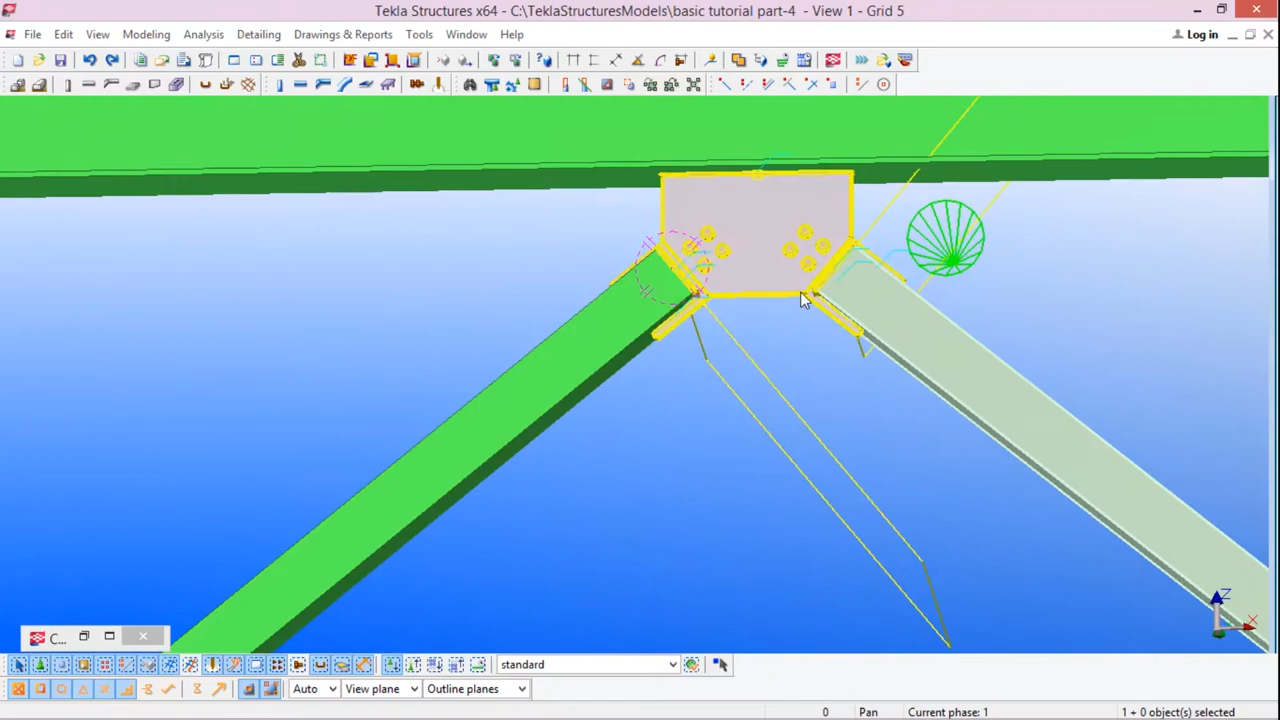 Tekla Structures x64 - C:\TeklaStructuresModels\basic tutorial part-4 - View 1 - Grid 5
File Edit View Modeling Analysis Detailing Drawings & Reports Tools Window Help Log in
Z
X
C...
standard
Auto View plane Outline planes
0 Pan Current phase: 1 1 + 0 object(s) selected